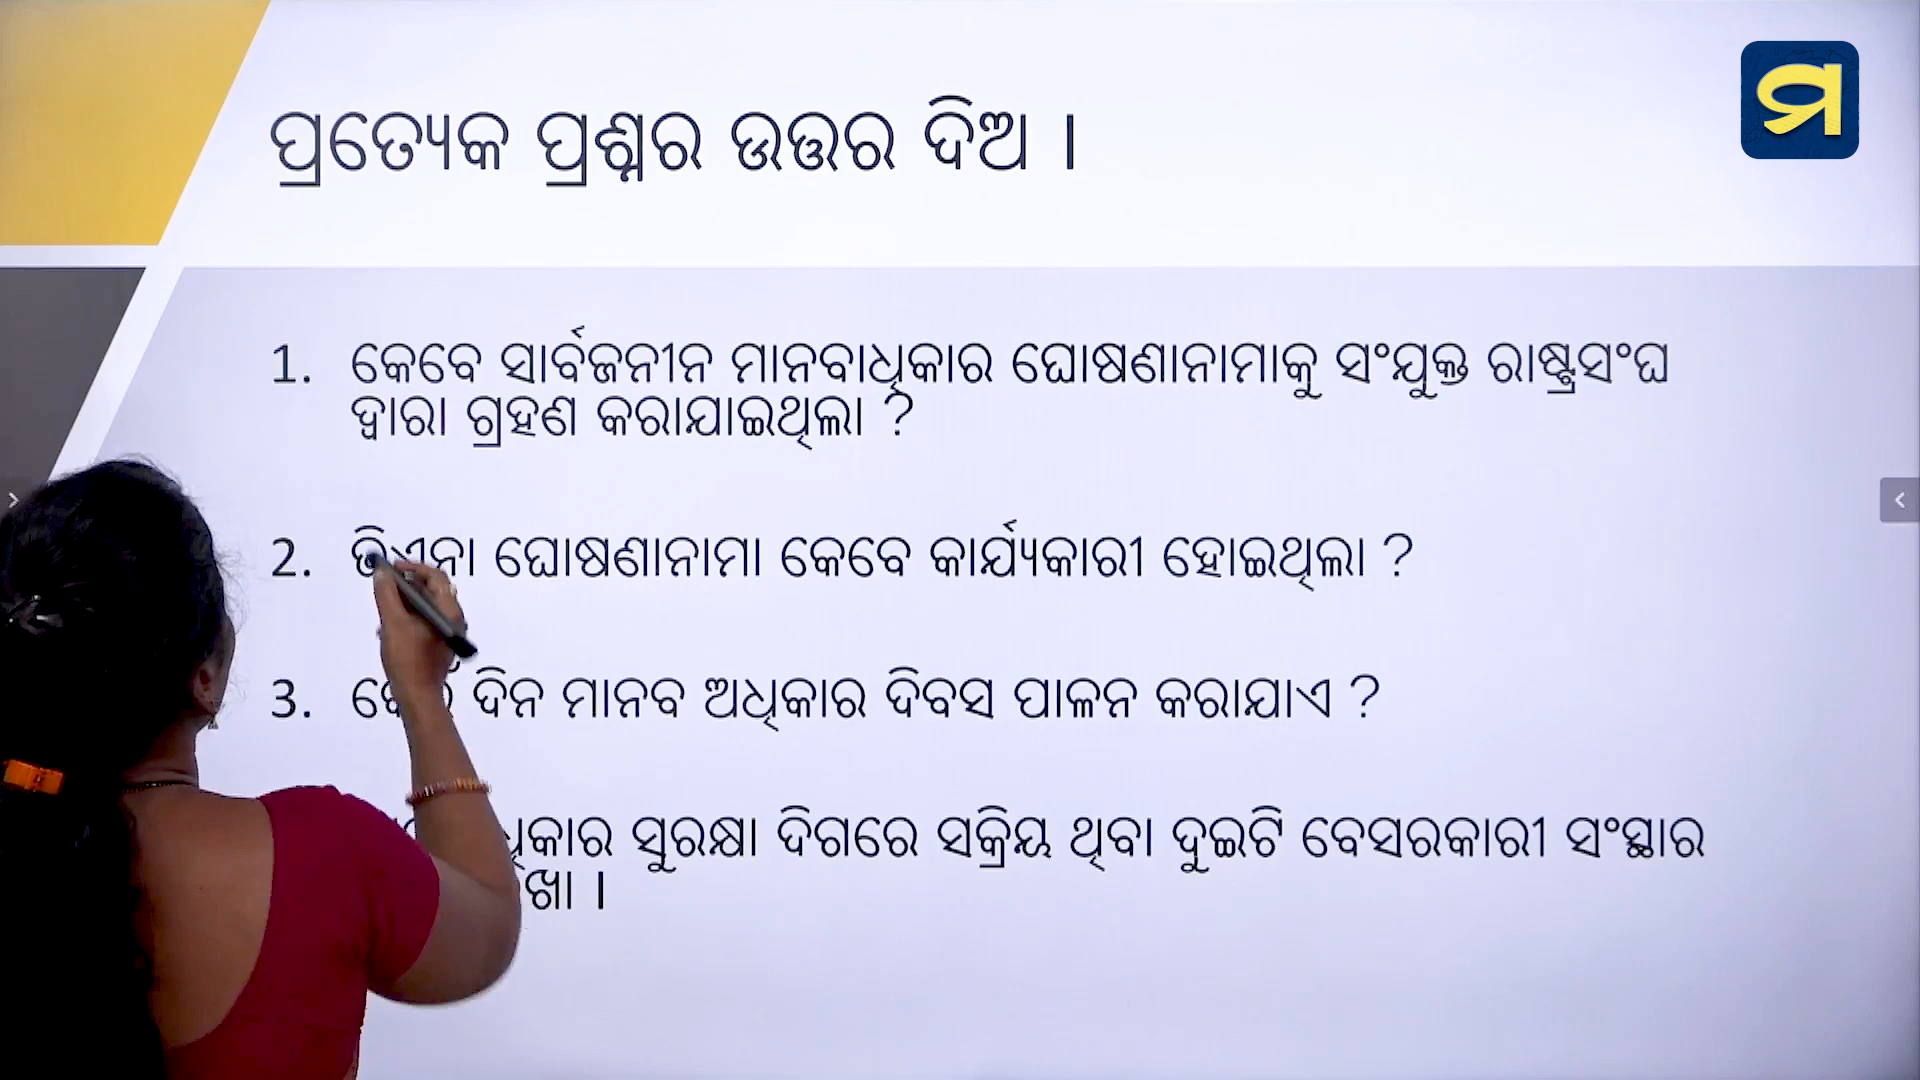 ମ
ପ୍ରତ୍ୟେକ ପ୍ରଶ୍ନର ଉତ୍ତର ଦିଅ ।
1. କେବେ ସାର୍ବଜନୀନ ମାନବାଧିକାର ଘୋଷଣାନାମାକୁ ସଂଯୁକ୍ତ ରାଷ୍ଟ୍ରସଂଘ
ଦ୍ୱାରା ଗ୍ରହଣ କରାଯାଇଥିଲା ?
2. ଭିଏନା ଘୋଷଣାନାମା କେବେ କାର୍ଯ୍ୟକାରୀ ହୋଇଥିଲା ?
3. ଦିନ ମାନବ ଅଧିକାର ଦିବସ ପାଳନ କରାଯାଏ ?
ସୁରକ୍ଷା ଦିଗରେ ସକ୍ରିୟ ଥିବା ଦୁଇଟି ବେସରକାରୀ ସଂସ୍ଥାର
।